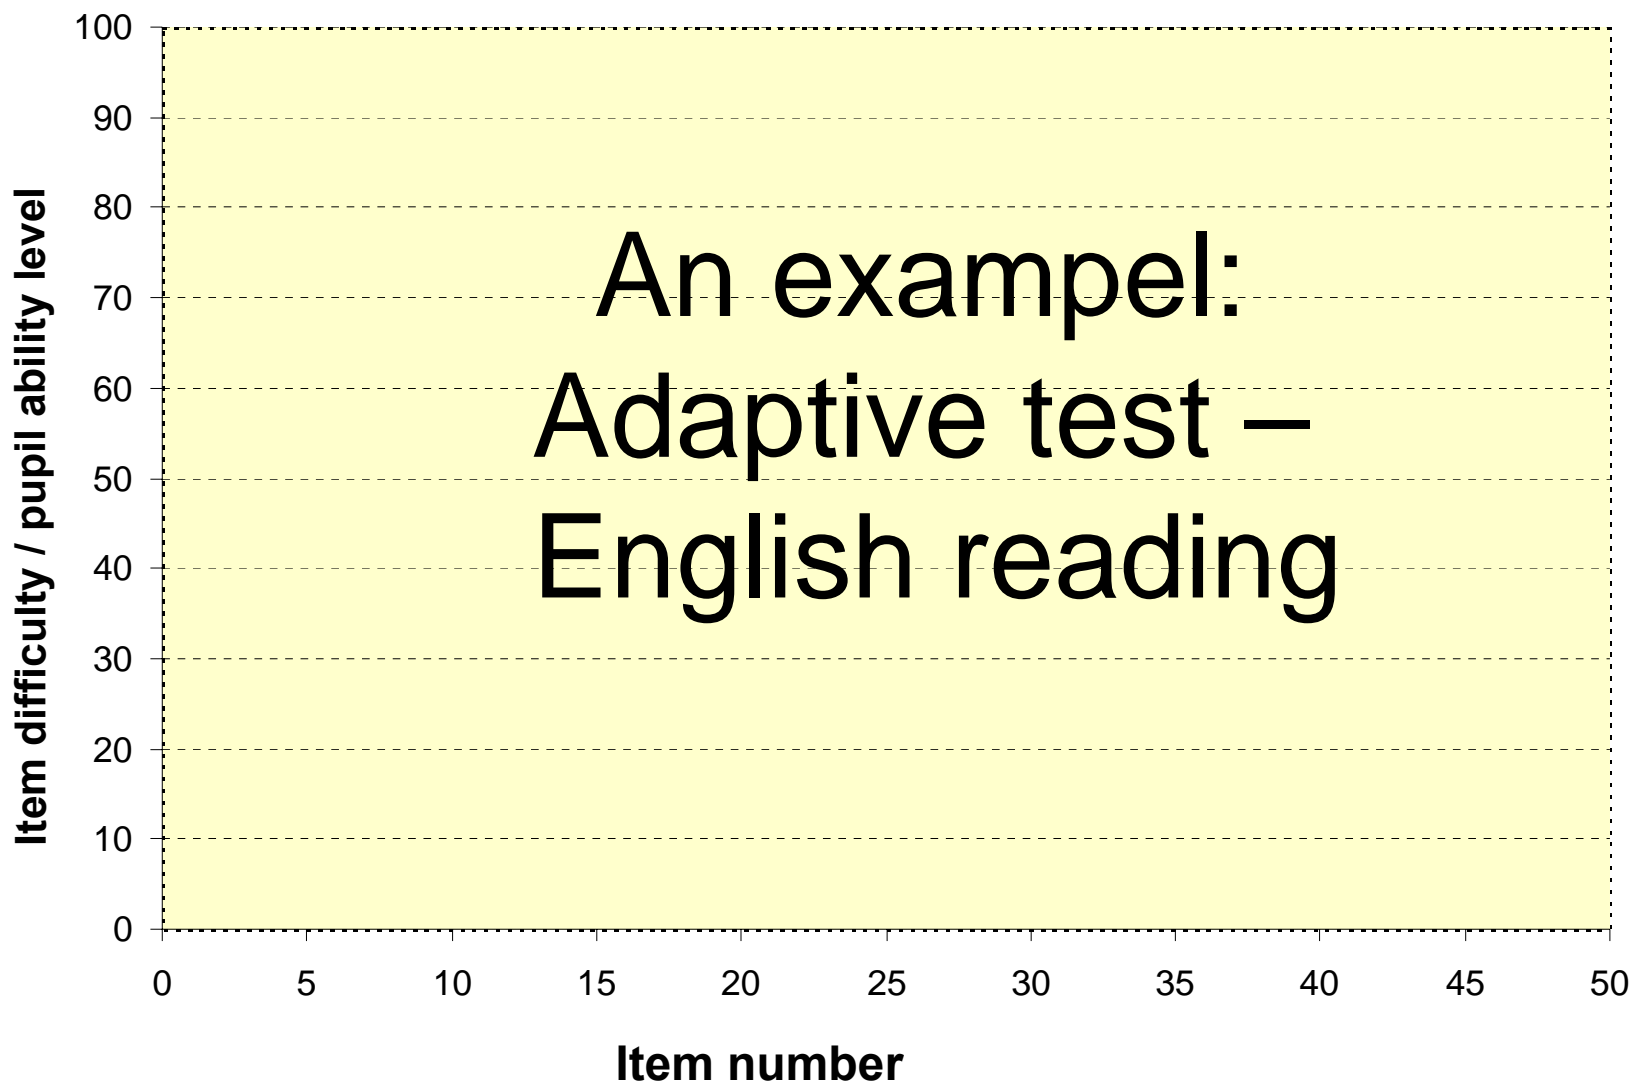 100
90
80
70
60
50
40
30
20
10
0
Item difficulty / pupil ability level
An exampel:
Adaptive test –
English reading
0 5 10 15 20 25 30 35 40 45 50
Item number